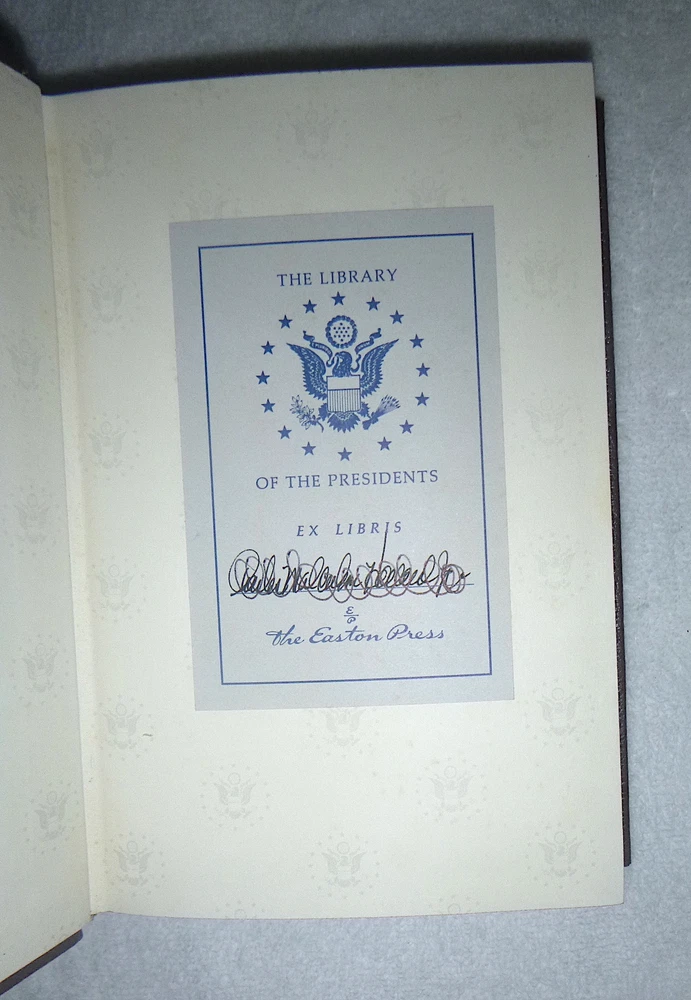 THE LIBRARY
OF THE PRESIDENTS
EX LIBRIS
E
P
The Easton Press